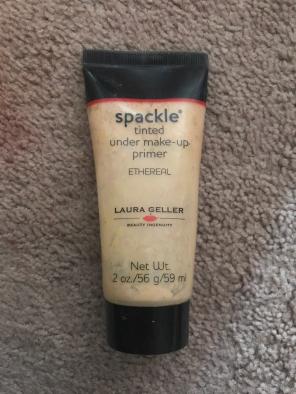 spackle®
tinted
under make-up
primer
ETHEREAL
LAURA GELLER
BEAUTY INGENUITY
Net Wt.
2 oz./56 g/59 ml